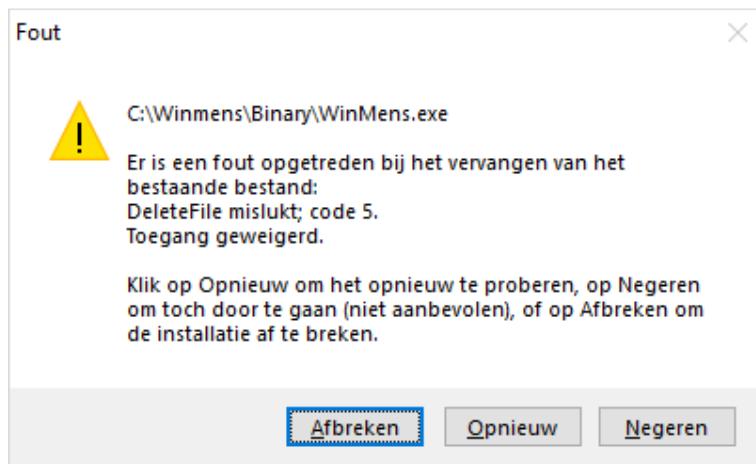 Fout
C:\Winmens\Binary\WinMens.exe
Er is een fout opgetreden bij het vervangen van het
bestaande bestand:
DeleteFile mislukt; code 5.
Toegang geweigerd.
Klik op Opnieuw om het opnieuw te proberen, op Negeren
om toch door te gaan (niet aanbevolen), of op Afbreken om
de installatie af te breken.
Afbreken Opnieuw Negeren